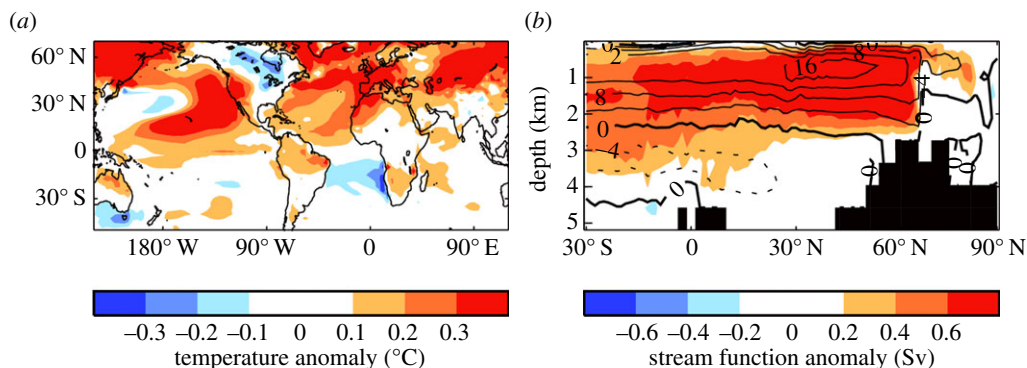 (a)
60° N
30° N
0
30° S
180° W
90° W
0
90° E
–0.3
–0.2
–0.1
0
0.1
0.2
0.3
temperature anomaly (°C)
(b)
depth (km)
1
2
3
4
5
30° S
0
30° N
60° N
90° N
0
2
8
16
8
4
0
0
4
0
0
0
–0.6
–0.4
–0.2
0
0.2
0.4
0.6
stream function anomaly (Sv)